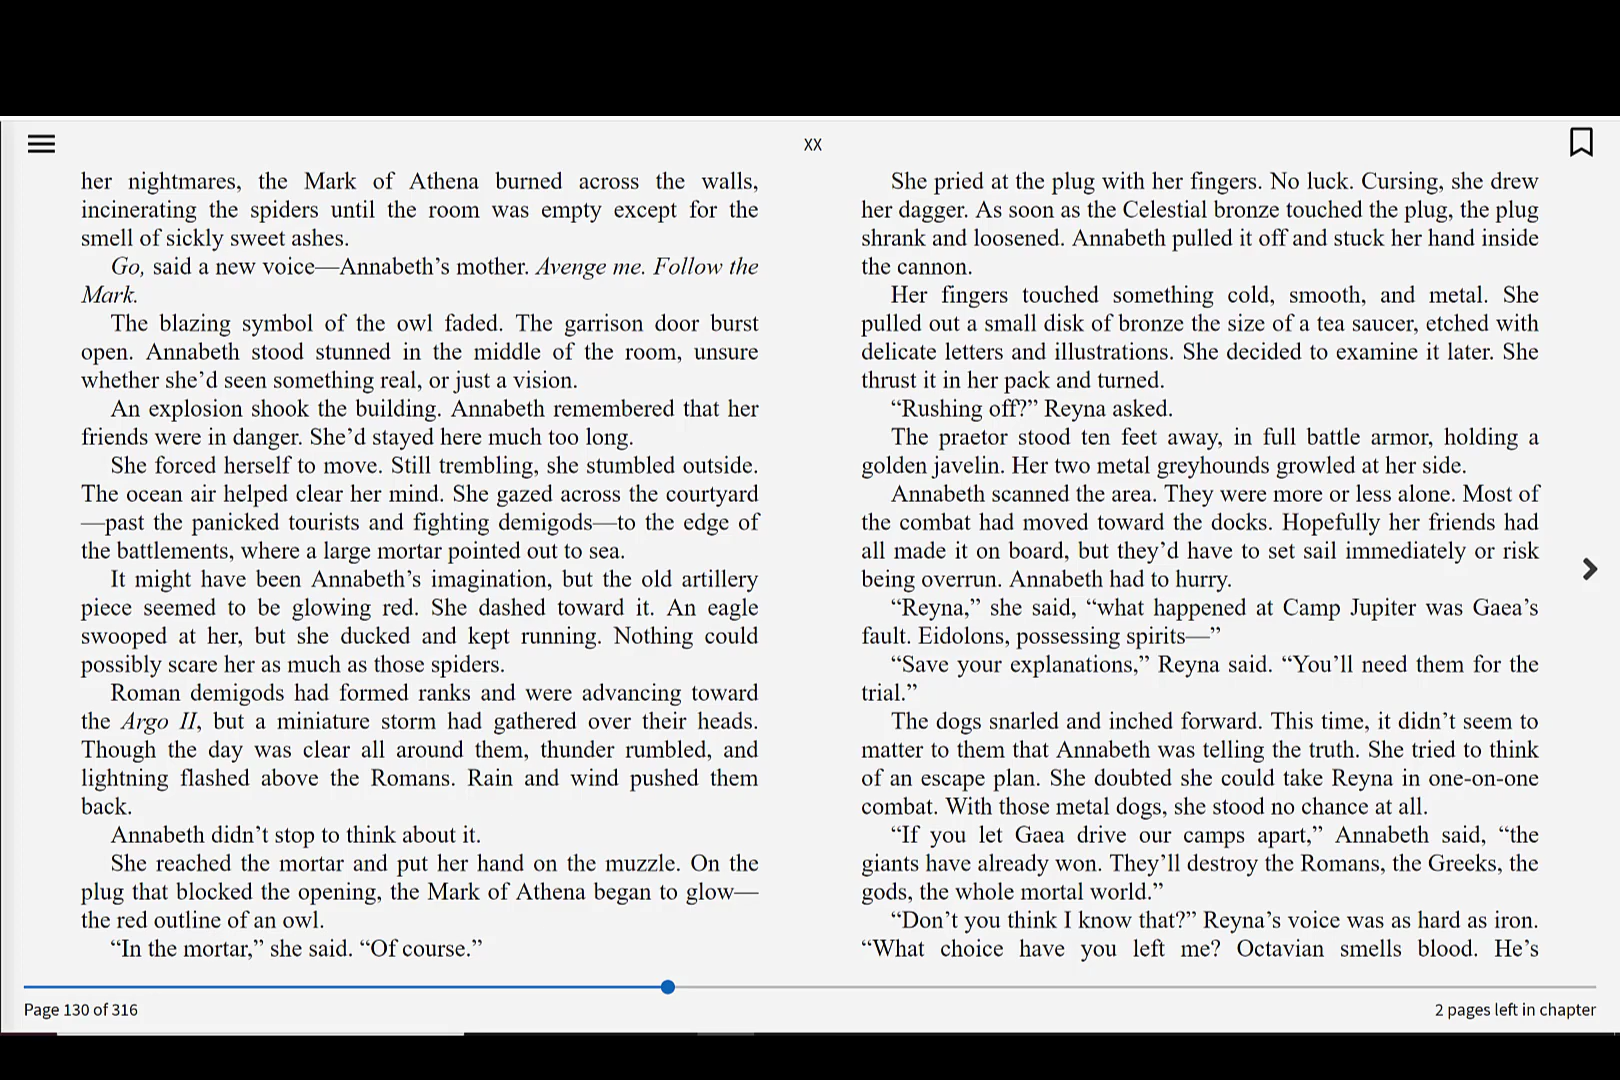 XX
her nightmares, the Mark of Athena burned across the walls,
incinerating the spiders until the room was empty except for the
smell of sickly sweet ashes.
Go, said a new voice—Annabeth’s mother. Avenge me. Follow the
Mark.
The blazing symbol of the owl faded. The garrison door burst
open. Annabeth stood stunned in the middle of the room, unsure
whether she’d seen something real, or just a vision.
An explosion shook the building. Annabeth remembered that her
friends were in danger. She’d stayed here much too long.
She forced herself to move. Still trembling, she stumbled outside.
The ocean air helped clear her mind. She gazed across the courtyard
—past the panicked tourists and fighting demigods—to the edge of
the battlements, where a large mortar pointed out to sea.
It might have been Annabeth’s imagination, but the old artillery
piece seemed to be glowing red. She dashed toward it. An eagle
swooped at her, but she ducked and kept running. Nothing could
possibly scare her as much as those spiders.
Roman demigods had formed ranks and were advancing toward
the Argo II, but a miniature storm had gathered over their heads.
Though the day was clear all around them, thunder rumbled, and
lightning flashed above the Romans. Rain and wind pushed them
back.
Annabeth didn’t stop to think about it.
She reached the mortar and put her hand on the muzzle. On the
plug that blocked the opening, the Mark of Athena began to glow—
the red outline of an owl.
“In the mortar,” she said. “Of course.”
She pried at the plug with her fingers. No luck. Cursing, she drew
her dagger. As soon as the Celestial bronze touched the plug, the plug
shrank and loosened. Annabeth pulled it off and stuck her hand inside
the cannon.
Her fingers touched something cold, smooth, and metal. She
pulled out a small disk of bronze the size of a tea saucer, etched with
delicate letters and illustrations. She decided to examine it later. She
thrust it in her pack and turned.
“Rushing off?” Reyna asked.
The praetor stood ten feet away, in full battle armor, holding a
golden javelin. Her two metal greyhounds growled at her side.
Annabeth scanned the area. They were more or less alone. Most of
the combat had moved toward the docks. Hopefully her friends had
all made it on board, but they’d have to set sail immediately or risk
being overrun. Annabeth had to hurry.
“Reyna,” she said, “what happened at Camp Jupiter was Gaea’s
fault. Eidolons, possessing spirits—”
“Save your explanations,” Reyna said. “You’ll need them for the
trial.”
The dogs snarled and inched forward. This time, it didn’t seem to
matter to them that Annabeth was telling the truth. She tried to think
of an escape plan. She doubted she could take Reyna in one-on-one
combat. With those metal dogs, she stood no chance at all.
“If you let Gaea drive our camps apart,” Annabeth said, “the
giants have already won. They’ll destroy the Romans, the Greeks, the
gods, the whole mortal world.”
“Don’t you think I know that?” Reyna’s voice was as hard as iron.
“What choice have you left me? Octavian smells blood. He’s
Page 130 of 316
2 pages left in chapter